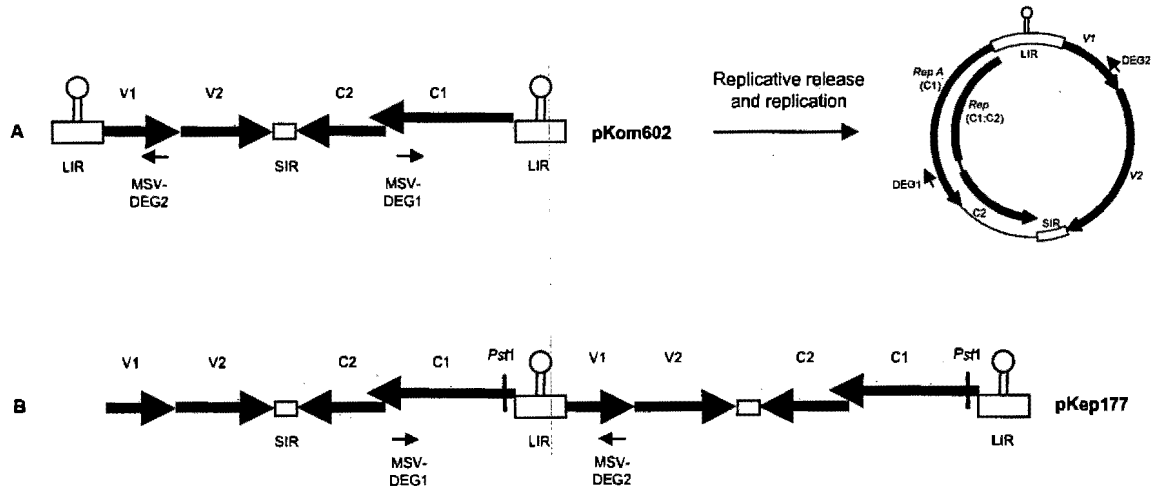 V1 V2 C2 C1
A pKom602
LIR SIR LIR
MSV-
DEG2
MSV-
DEG1
Replicative release
and replication
LIR
V1
DEG2
Rep A
(C1)
Rep
(C1:C2)
V2
DEG1
C2
SIR
V1 V2 C2 C1 PstI V1 V2 C2 C1 PstI
B pKep177
SIR LIR LIR
MSV-
DEG1
MSV-
DEG2